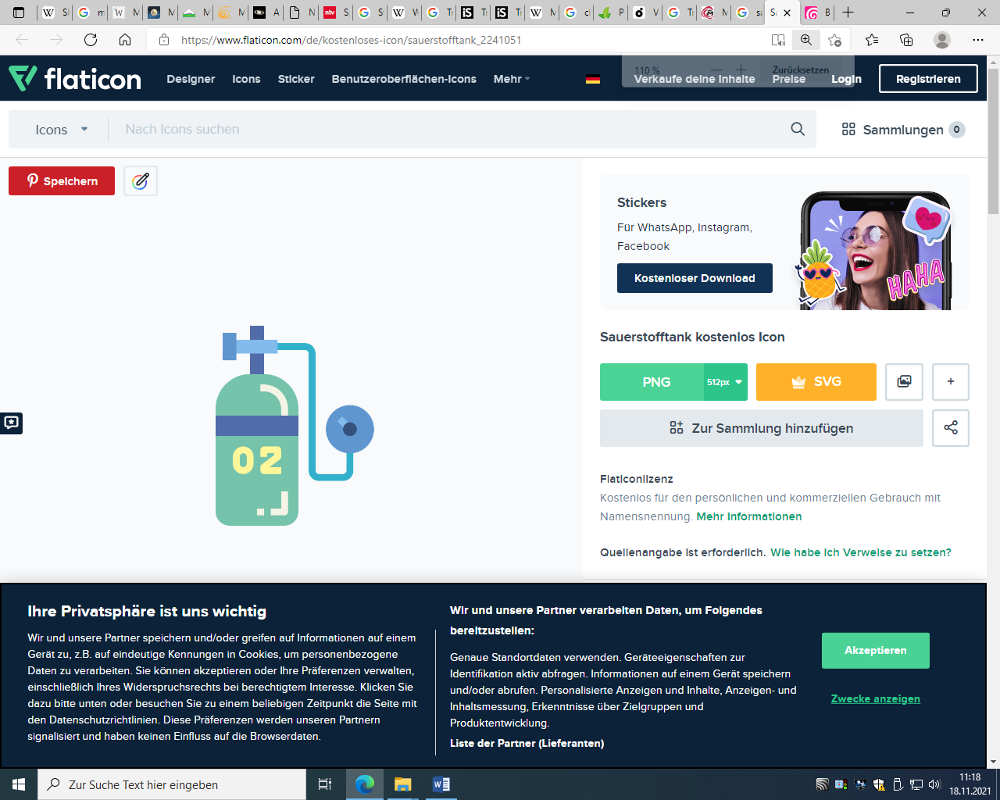 https://www.flaticon.com/de/kostenloses-icon/sauerstofftank_2241051
flaticon
Designer
Icons
Sticker
Benutzeroberflächen-Icons
Mehr
110 %
Zurücksetzen
Verkaufe deine Inhalte
Preise
Login
Registrieren
Icons
Nach Icons suchen
Sammlungen 0
Speichern
Stickers
Für WhatsApp, Instagram,
Facebook
Kostenloser Download
HAHA
Sauerstofftank kostenlos Icon
PNG
512px
SVG
+
Zur Sammlung hinzufügen
02
Flaticonlizenz
Kostenlos für den persönlichen und kommerziellen Gebrauch mit
Namensnennung. Mehr Informationen
Quellenangabe ist erforderlich. Wie habe ich Verweise zu setzen?
Ihre Privatsphäre ist uns wichtig
Wir und unsere Partner speichern und/oder greifen auf Informationen auf einem
Gerät zu, z.B. auf eindeutige Kennungen in Cookies, um personenbezogene
Daten zu verarbeiten. Sie können akzeptieren oder Ihre Präferenzen verwalten,
einschließlich Ihres Widerspruchsrechts bei berechtigtem Interesse. Klicken Sie
dazu bitte unten oder besuchen Sie zu einem beliebigen Zeitpunkt die Seite mit
den Datenschutzrichtlinien. Diese Präferenzen werden unseren Partnern
signalisiert und haben keinen Einfluss auf die Browserdaten.
Wir und unsere Partner verarbeiten Daten, um Folgendes
bereitzustellen:
Genaue Standortdaten verwenden. Geräteeigenschaften zur
Identifikation aktiv abfragen. Informationen auf einem Gerät speichern
und/oder abrufen. Personalisierte Anzeigen und Inhalte, Anzeigen- und
Inhaltsmessung, Erkenntnisse über Zielgruppen und
Produktentwicklung.
Liste der Partner (Lieferanten)
Akzeptieren
Zwecke anzeigen
Zur Suche Text hier eingeben
11:18
18.11.2021